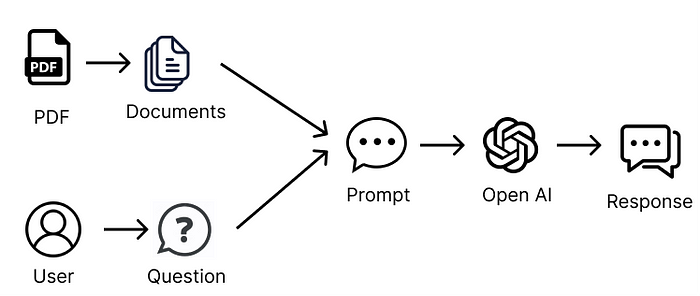 PDF
PDF
Documents
?
User
Question
Prompt
Open AI
Response